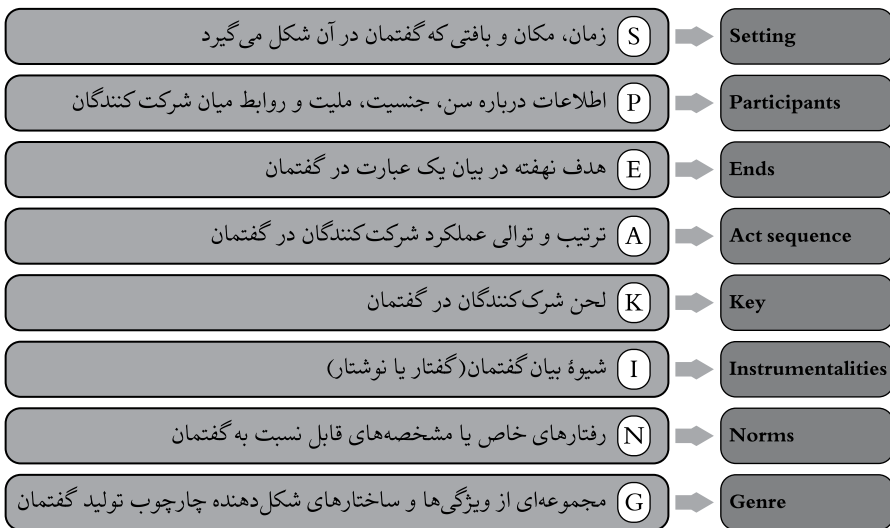 زمان، مکان و بافتی که گفتمان در آن شکل می‌گیرد S Setting
اطلاعات درباره سن، جنسیت، ملیت و روابط میان شرکت کنندگان P Participants
هدف نهفته در بیان یک عبارت در گفتمان E Ends
ترتیب و توالی عملکرد شرکت‌کنندگان در گفتمان A Act sequence
لحن شرک‌کنندگان در گفتمان K Key
شیوۀ بیان گفتمان(گفتار یا نوشتار) I Instrumentalities
رفتارهای خاص یا مشخصه‌های قابل نسبت به گفتمان N Norms
مجموعه‌ای از ویژگی‌ها و ساختارهای شکل‌دهنده چارچوب تولید گفتمان G Genre